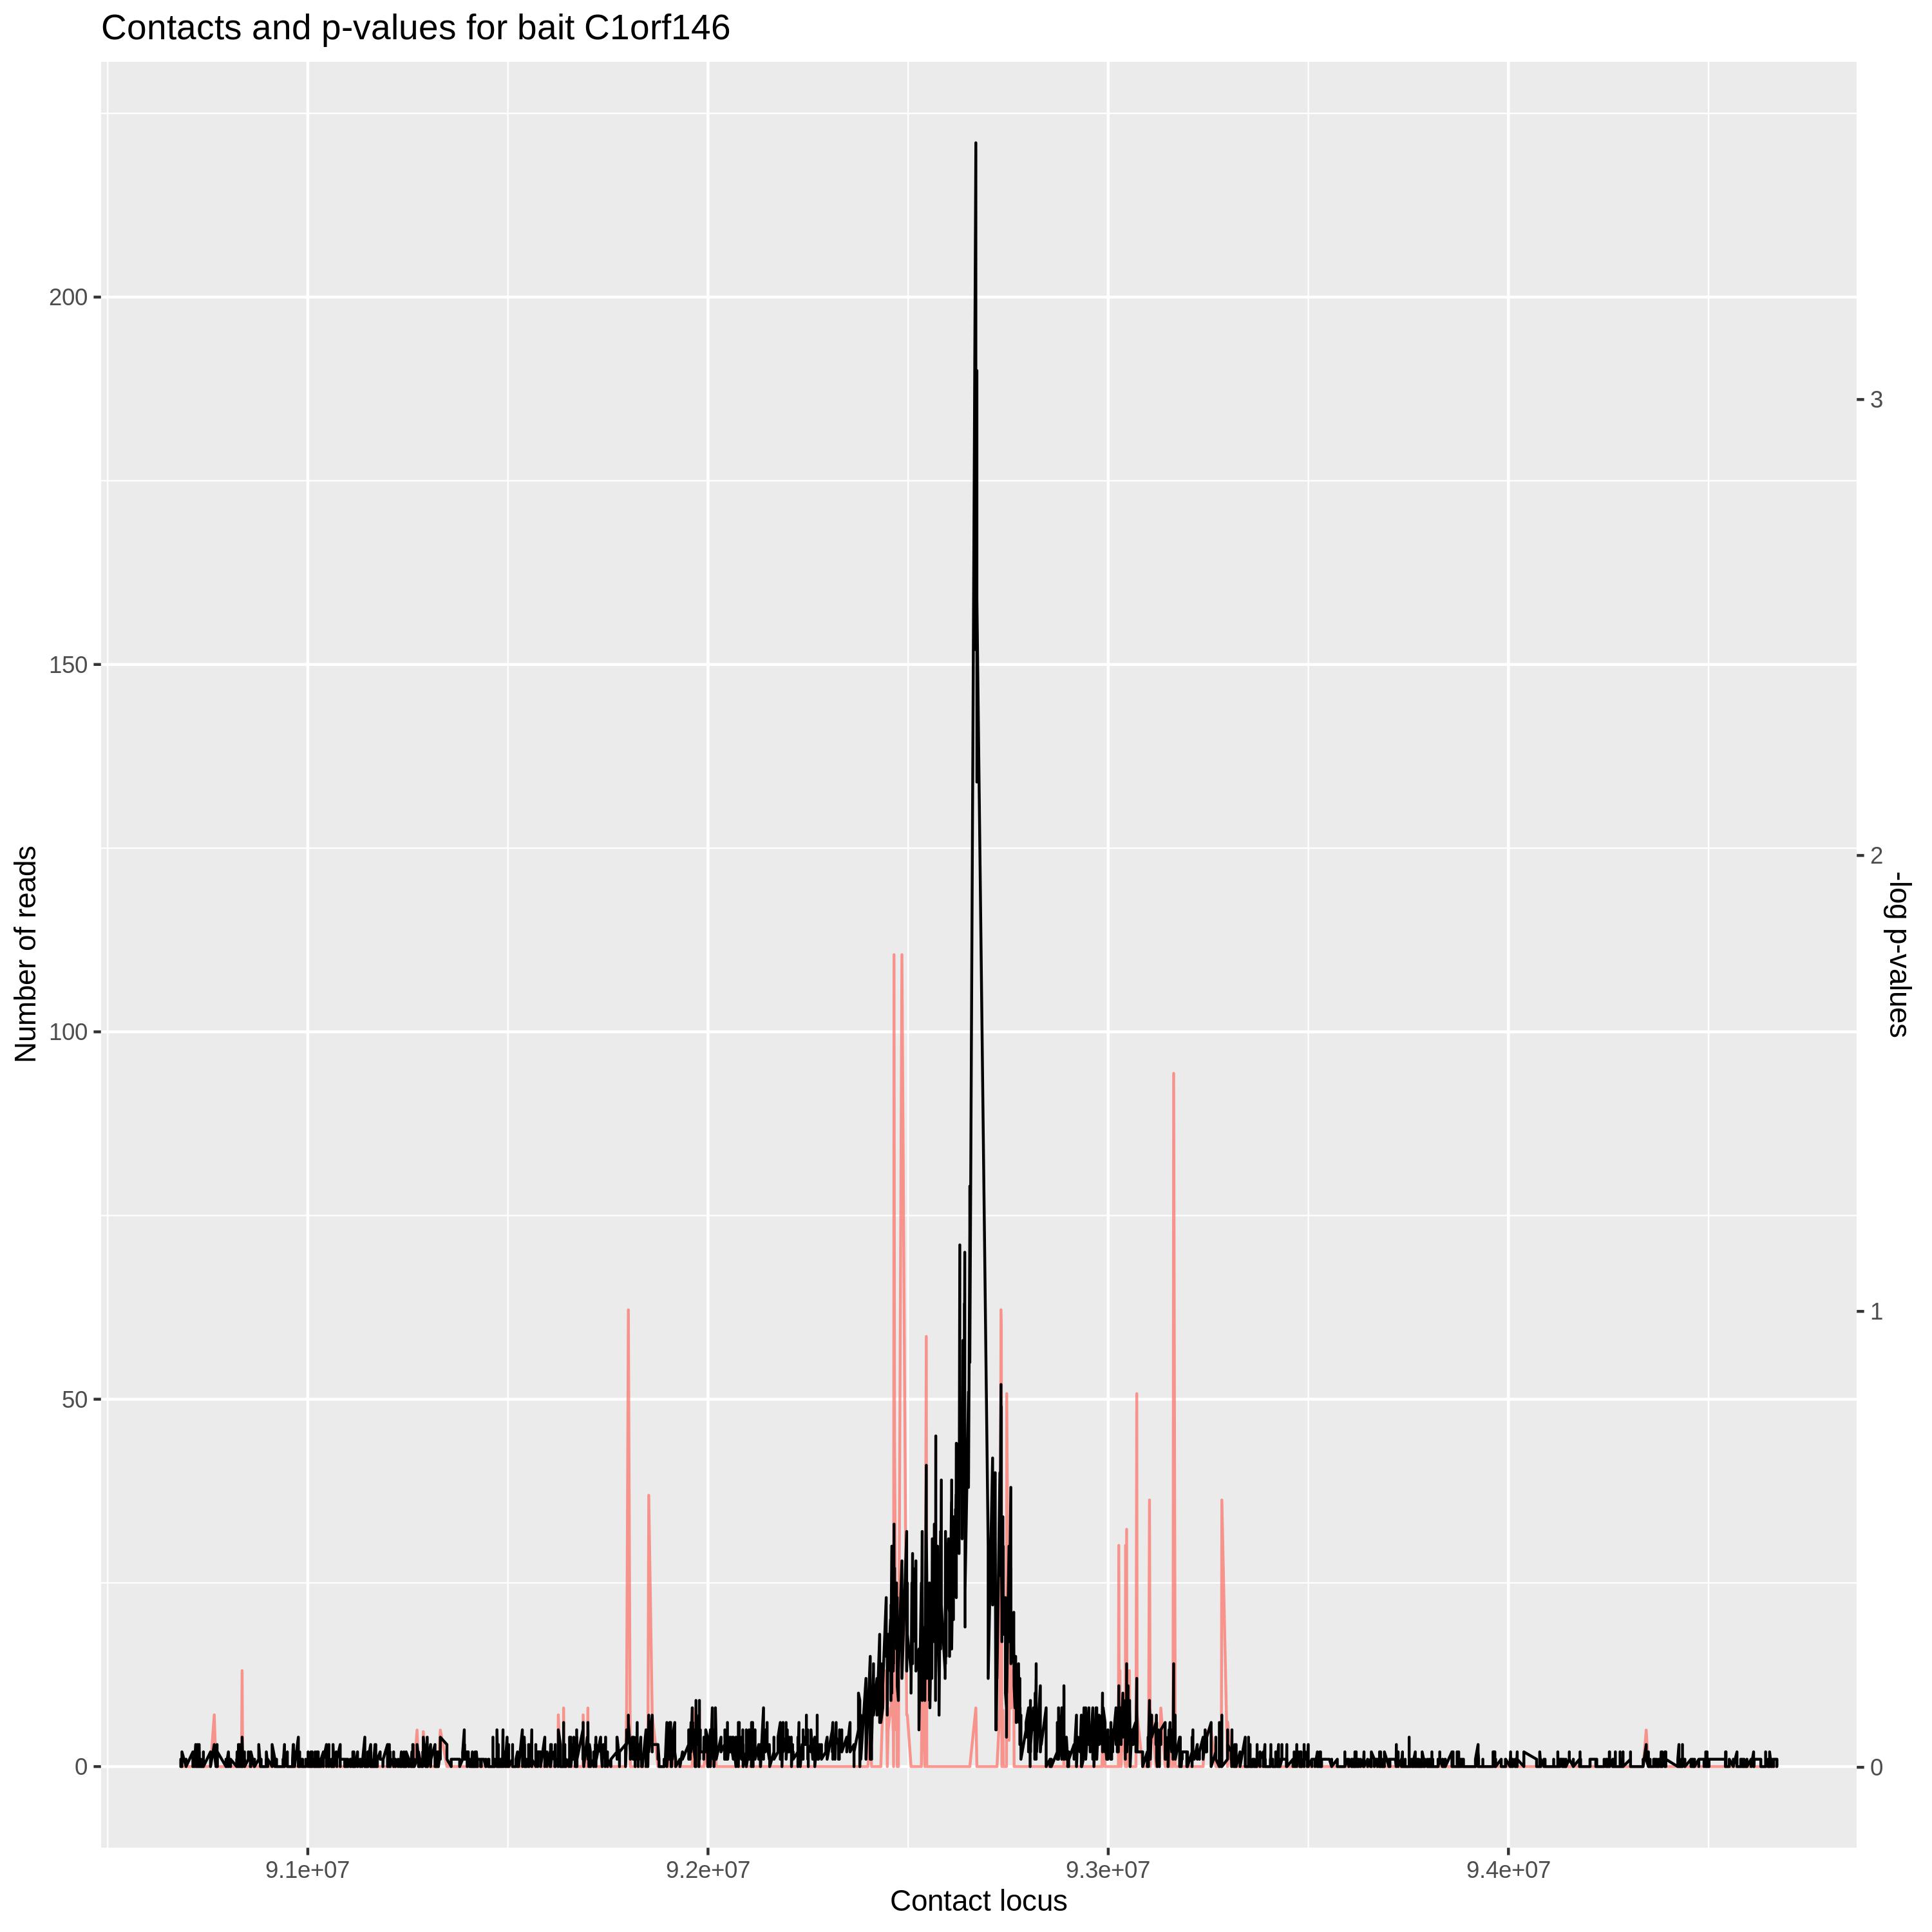 Contacts and p-values for bait C1orf146
Number of reads
200
150
100
50
0
3
2
1
0
-log p-values
9.1e+07
9.2e+07
9.3e+07
9.4e+07
Contact locus